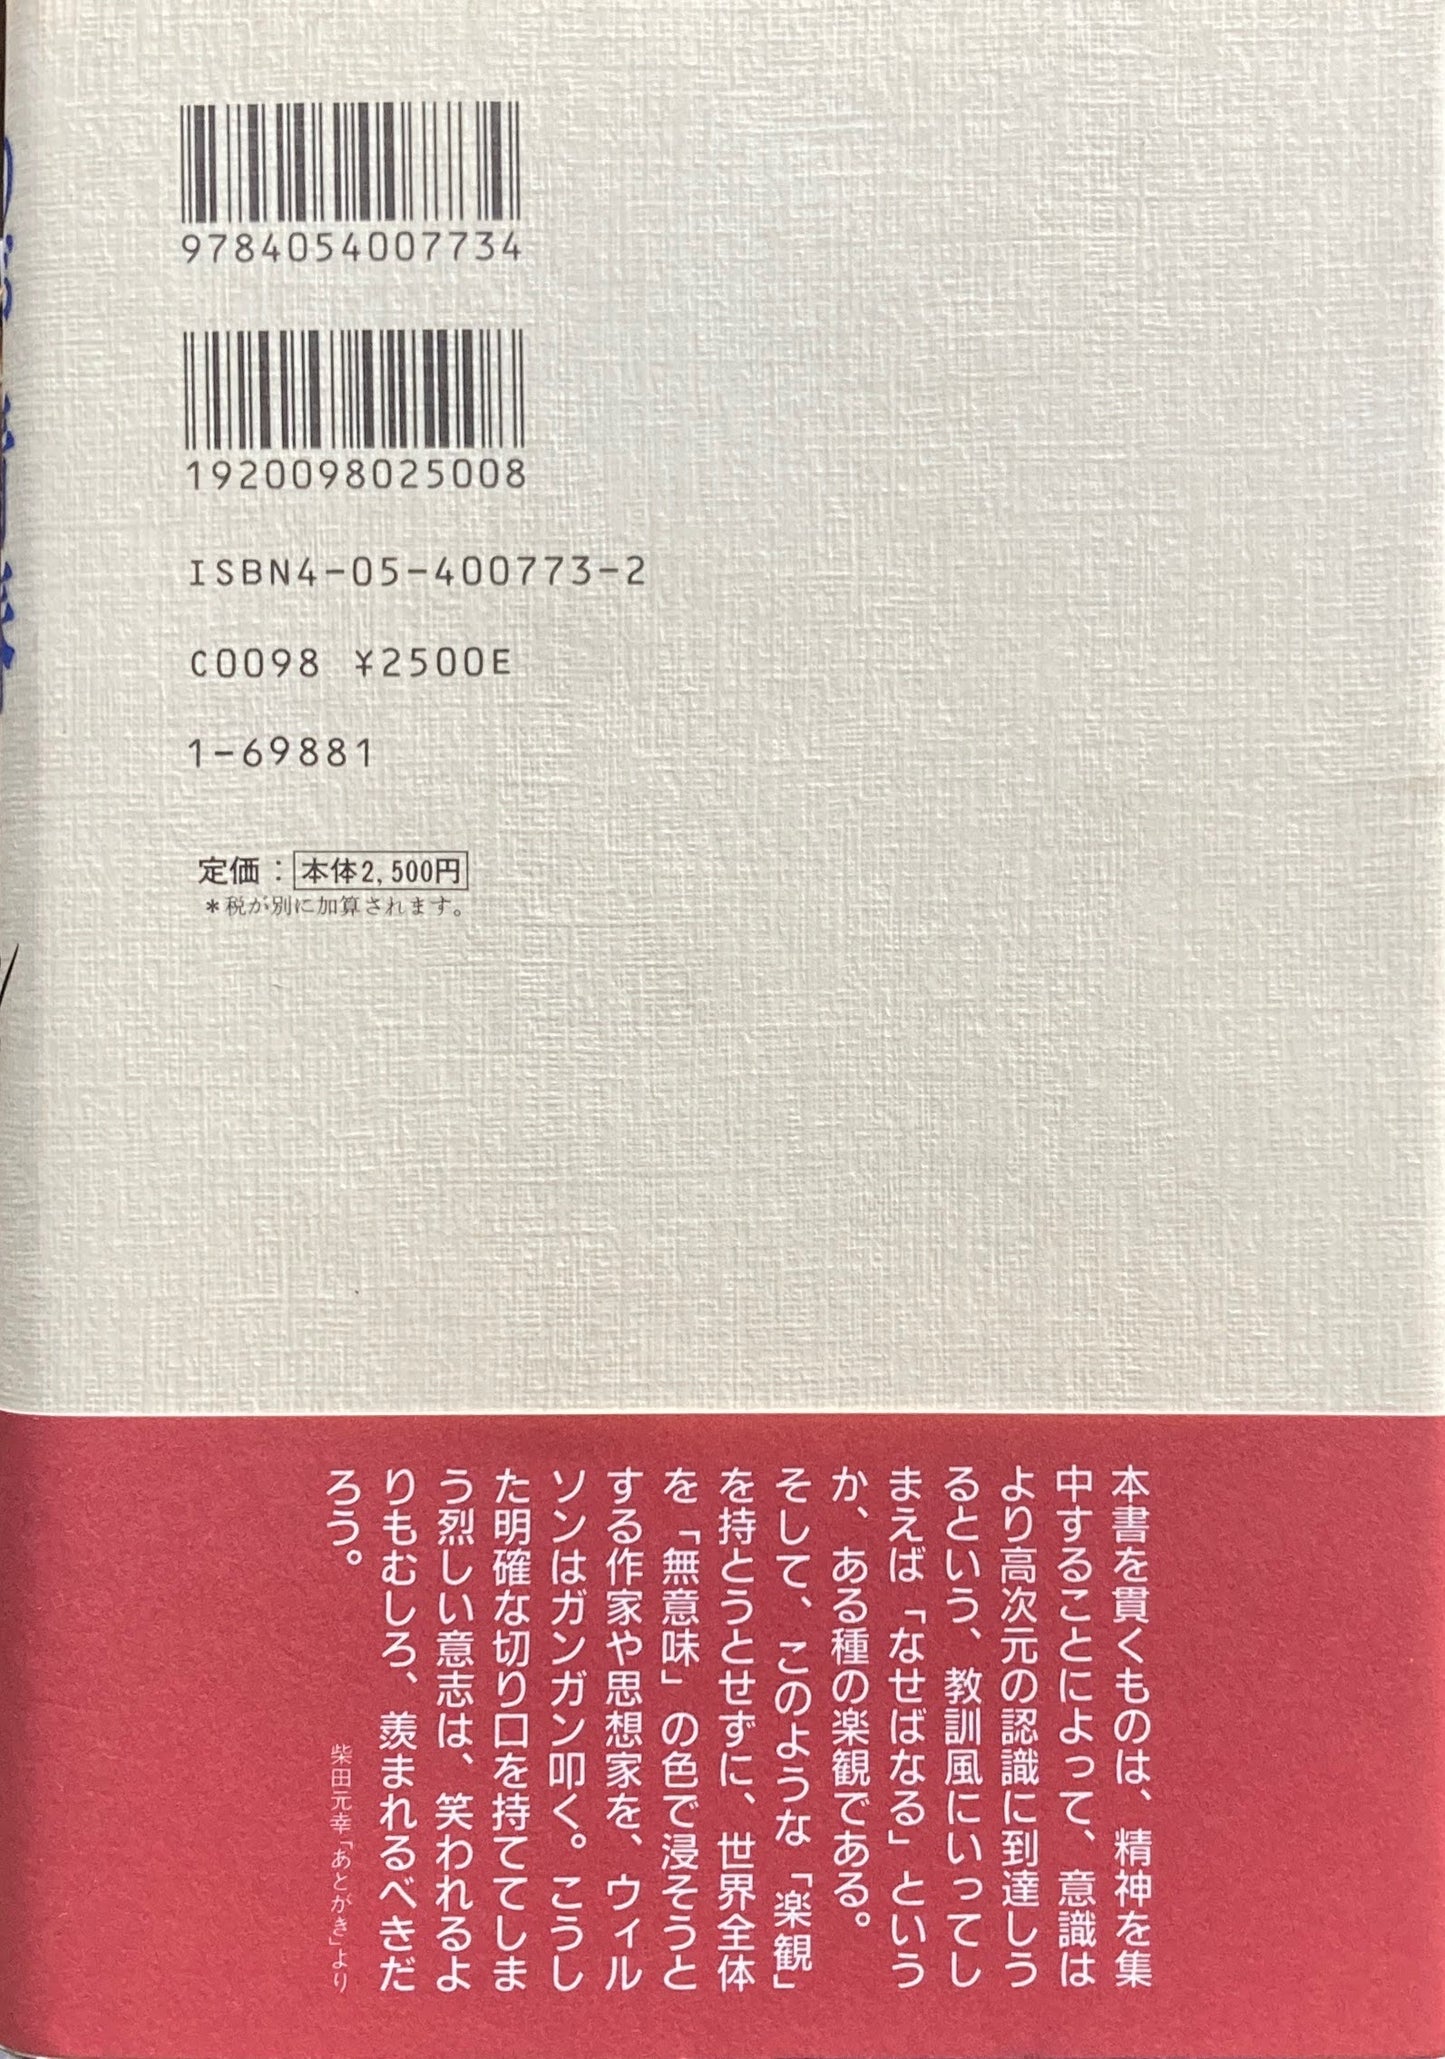 9784054007734
1920098025008
ISBN4-05-400773-2
C0098 ¥2500E
1-69881
定価：本体2,500円
＊税が別に加算されます。
本書を貫くものは、精神を集
中することによって、意識は
より高次元の認識に到達しう
るという、教訓風にいってし
まえば「なせばなる」という
か、ある種の楽観である。
そして、このような「楽観」
を持とうとせずに、世界全体
を「無意味」の色で浸そうと
する作家や思想家を、ウィル
ソンはガンガン叩く。こうし
た明確な切り口を持ててしま
う烈しい意志は、笑われるよ
りもむしろ、羨まれるべきだ
ろう。
柴田元幸「あとがき」より